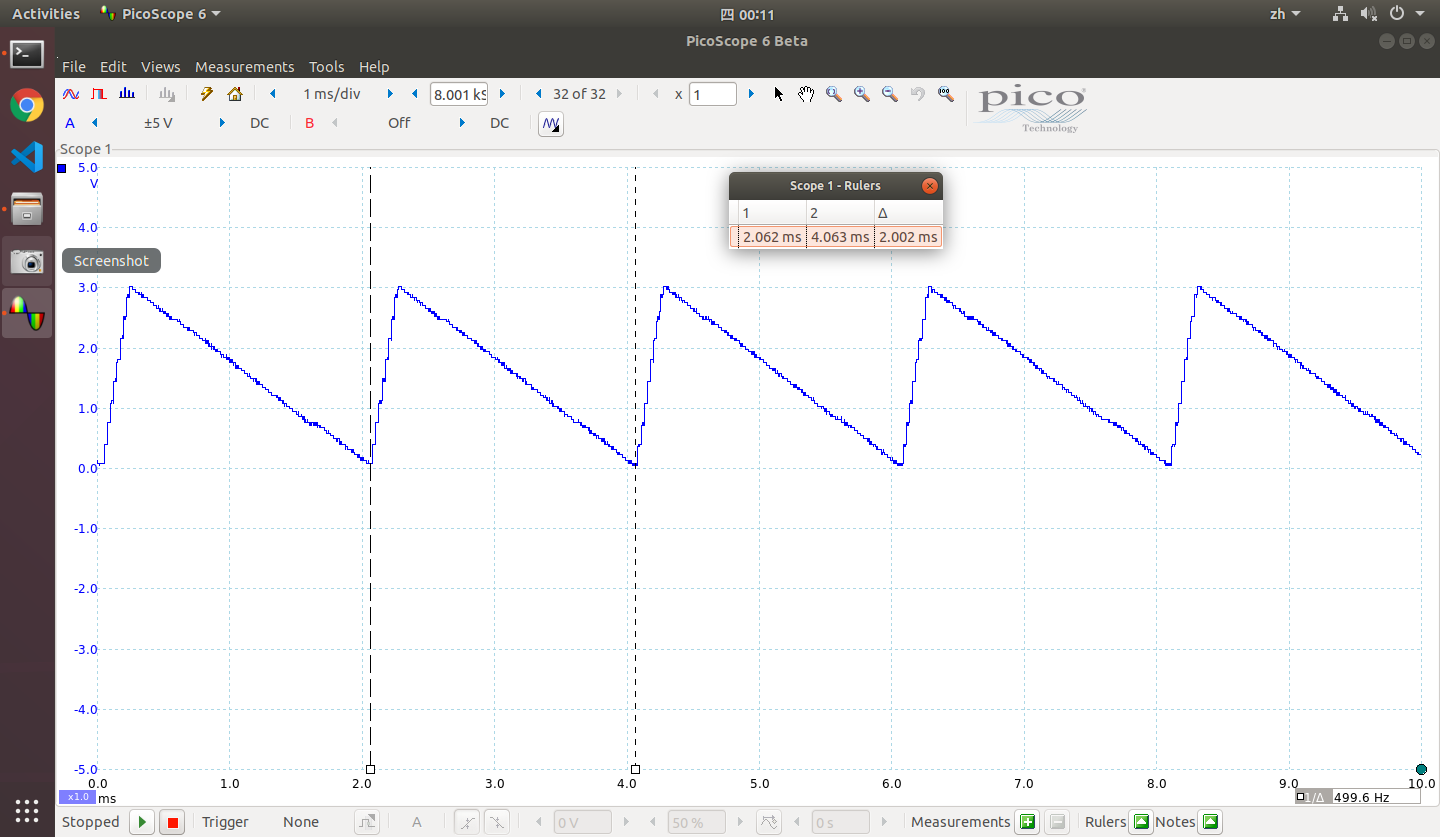 Activities PicoScope 6 四 00:11 zh
PicoScope 6 Beta
File Edit Views Measurements Tools Help
1 ms/div 8.001 kS 32 of 32 x 1
pico
Technology
A ±5 V DC B Off DC
Scope 1
5.0
V
4.0
3.0
2.0
1.0
0.0
-1.0
-2.0
-3.0
-4.0
-5.0
Scope 1 - Rulers
1 2 Δ
2.062 ms 4.063 ms 2.002 ms
Screenshot
0.0 1.0 2.0 3.0 4.0 5.0 6.0 7.0 8.0 9.0 10.0
x1.0 ms
1/Δ 499.6 Hz
Stopped Trigger None A 0 V 50 % 0 s Measurements Rulers Notes